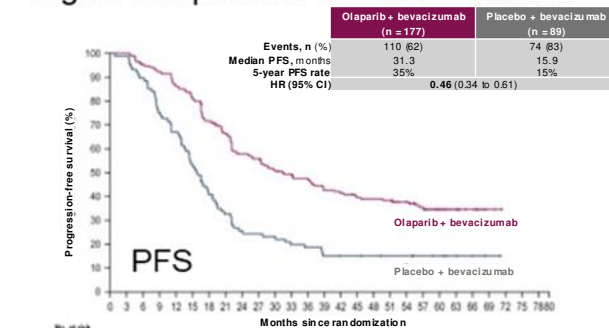 Olaparib + bevacizumab Placebo + bevacizumab
(n = 177) (n = 89)
Events, n (%) 110 (62) 74 (83)
Median PFS, months 31.3 15.9
5-year PFS rate 35% 15%
HR (95% CI) 0.46 (0.34 to 0.61)
Progression-free survival (%)
100
90
80
70
60
50
40
30
20
10
0
Olaparib + bevacizumab
PFS
Placebo + bevacizumab
0 3 6 9 12 15 18 21 24 27 30 33 36 39 42 45 48 51 54 57 60 63 66 69 72 75 7880
Months since randomization